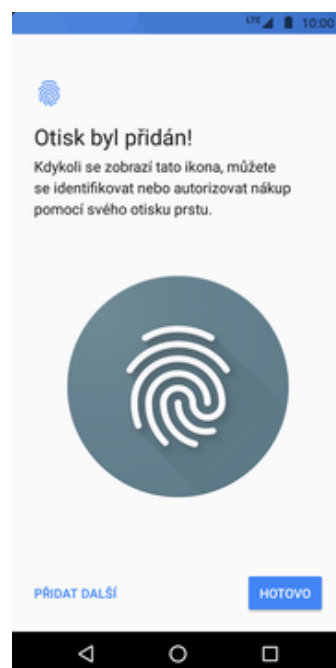 LTE 10:00
Otisk byl přidán!
Kdykoli se zobrazí tato ikona, můžete
se identifikovat nebo autorizovat nákup
pomocí svého otisku prstu.
PŘIDAT DALŠÍ HOTOVO